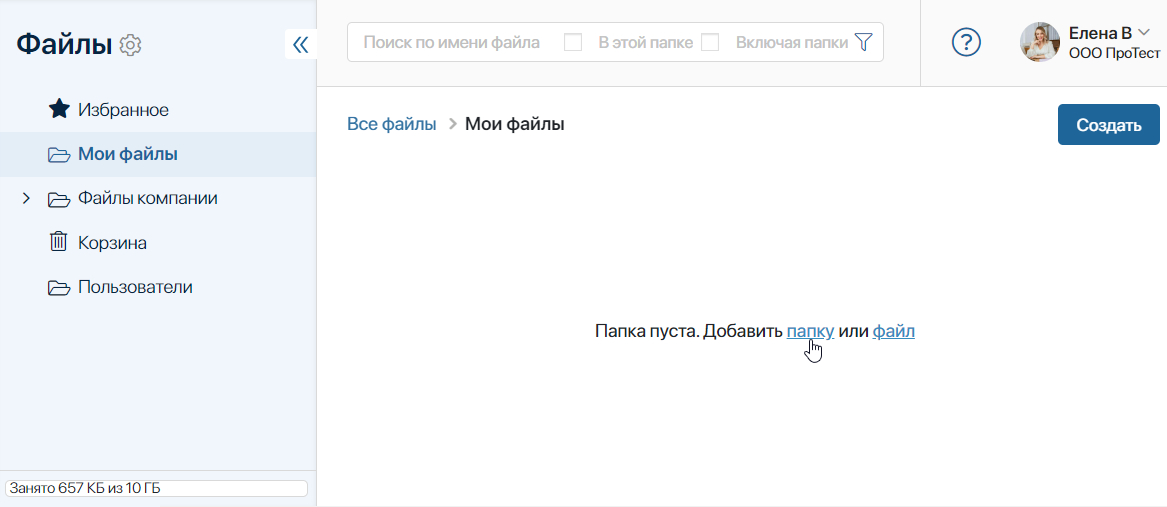 Файлы
Избранное
Мои файлы
Файлы компании
Корзина
Пользователи
Занято 657 КБ из 10 ГБ
Поиск по имени файла В этой папке Включая папки
?
Елена В
ООО ПроТест
Все файлы > Мои файлы
Создать
Папка пуста. Добавить папку или файл